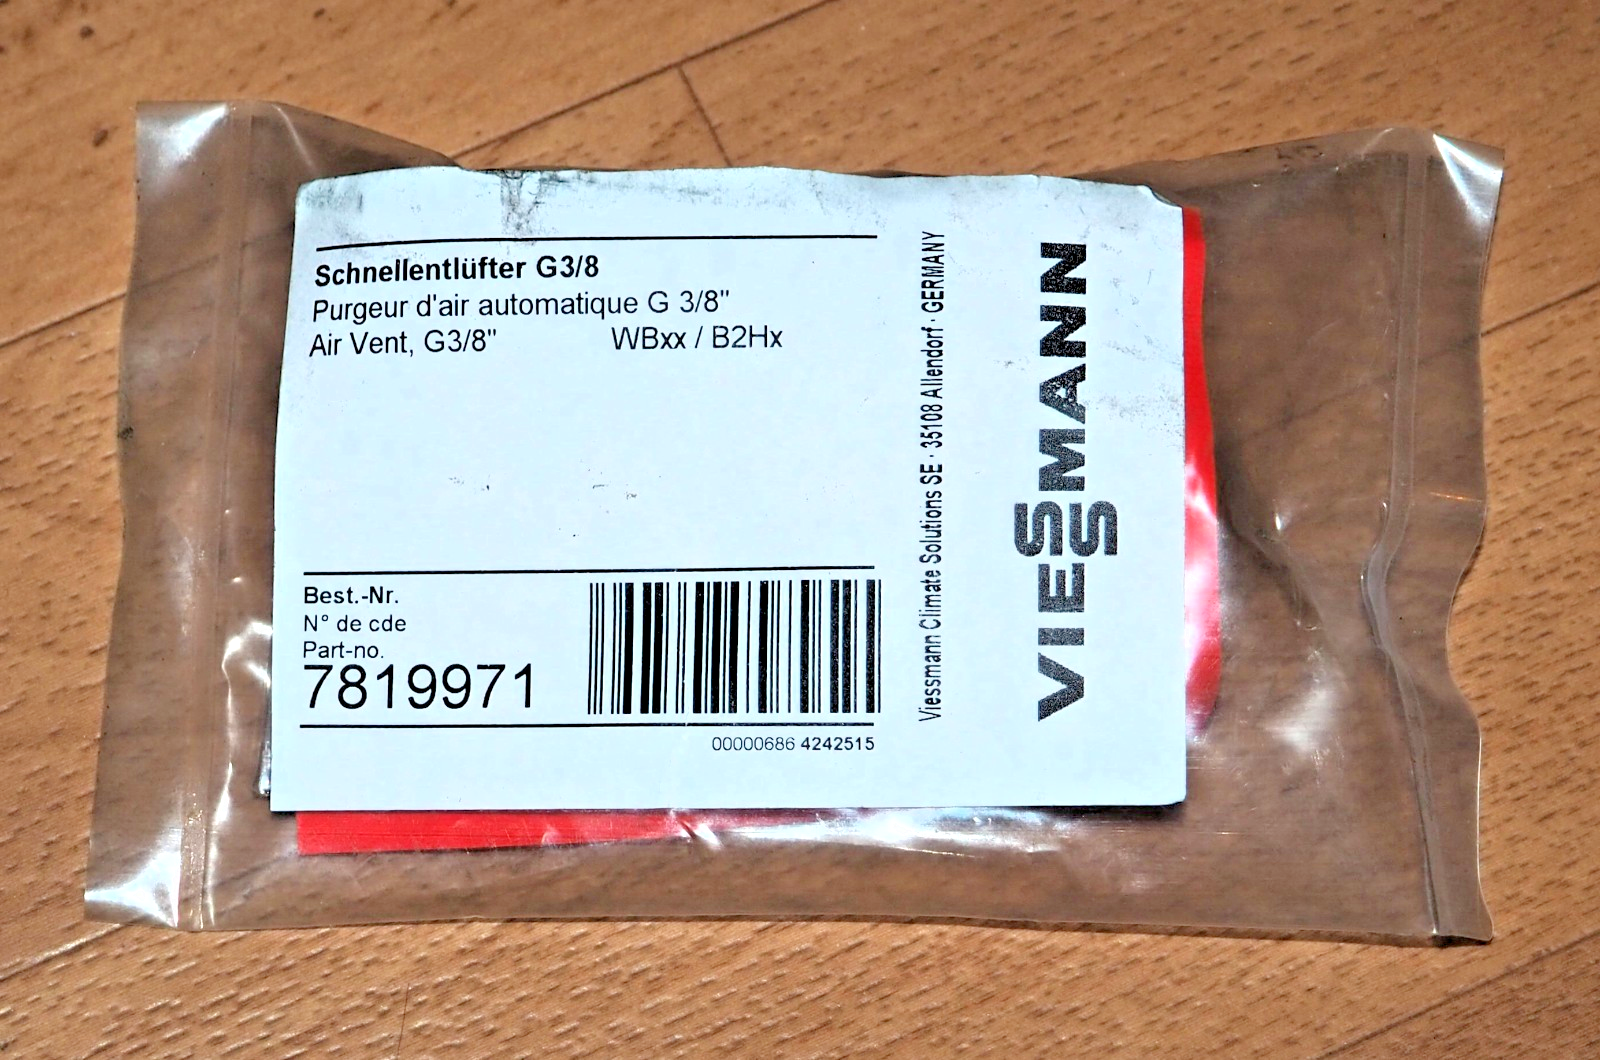 Schnellentlüfter G3/8
Purgeur d'air automatique G 3/8"
Air Vent, G3/8" WBxx / B2Hx
Best.-Nr.
N° de cde
Part-no.
7819971
00000686 4242515
Viessmann Climate Solutions SE · 35108 Allendorf · GERMANY
VIESSMANN